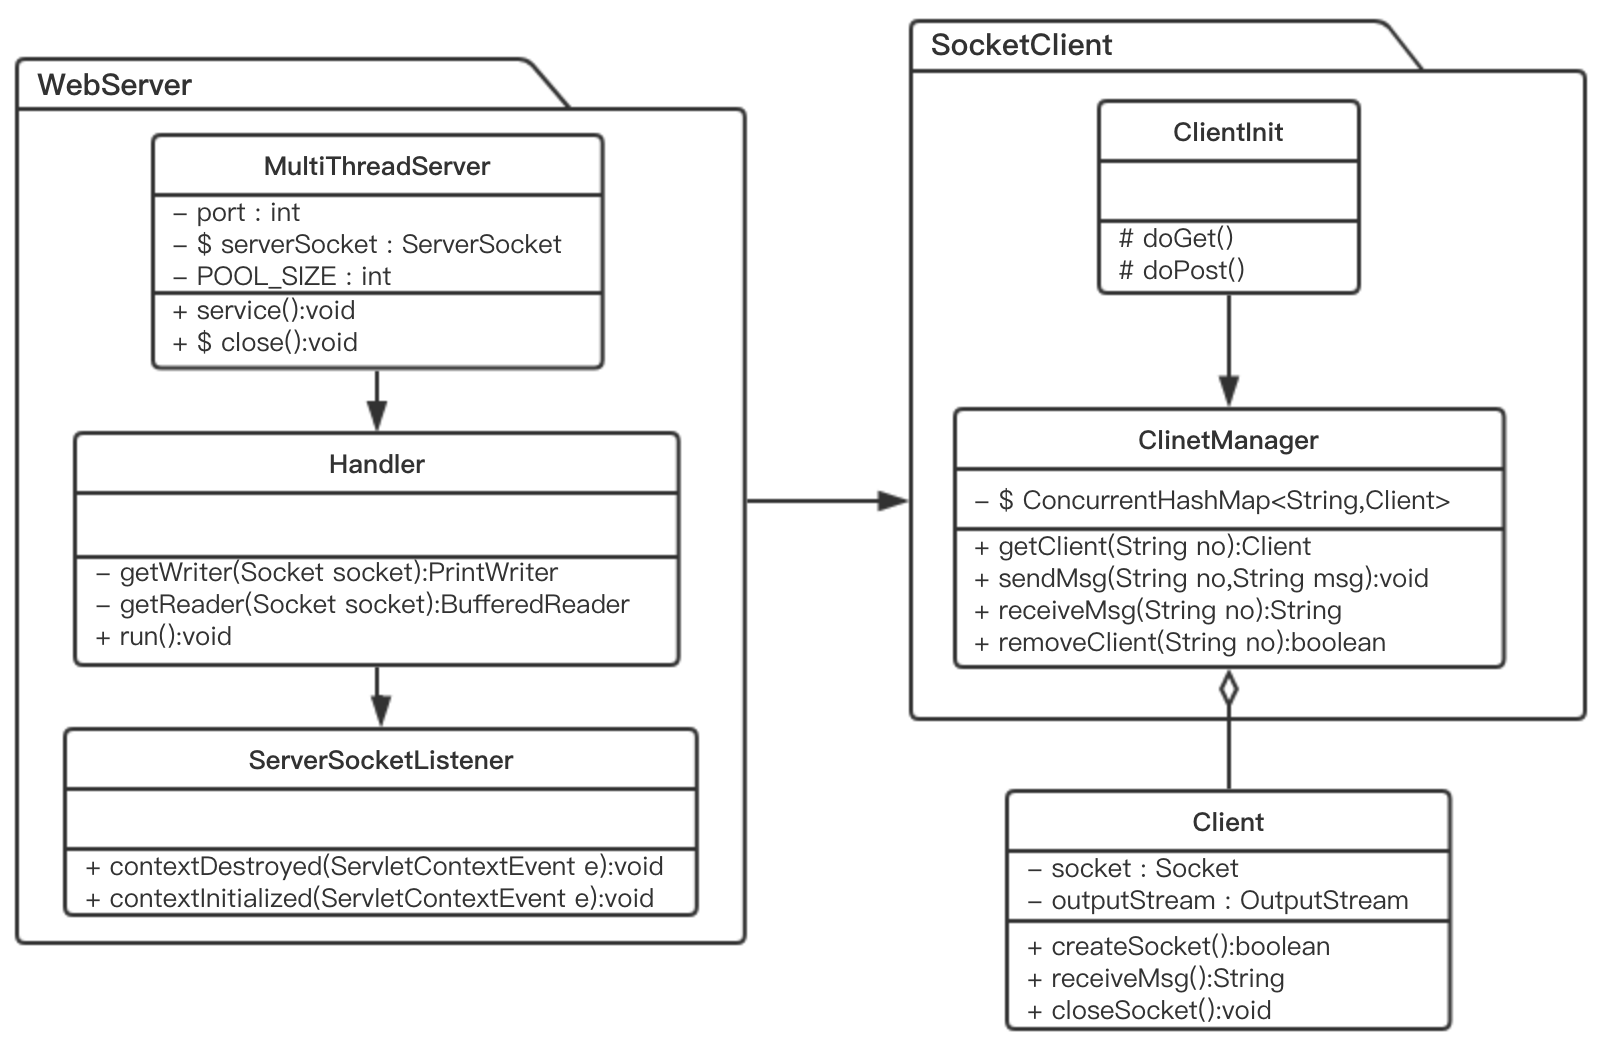 WebServer
MultiThreadServer
– port : int
– $ serverSocket : ServerSocket
– POOL_SIZE : int
+ service():void
+ $ close():void
Handler
– getWriter(Socket socket):PrintWriter
– getReader(Socket socket):BufferedReader
+ run():void
ServerSocketListener
+ contextDestroyed(ServletContextEvent e):void
+ contextInitialized(ServletContextEvent e):void
SocketClient
ClientInit
# doGet()
# doPost()
ClinetManager
– $ ConcurrentHashMap<String,Client>
+ getClient(String no):Client
+ sendMsg(String no,String msg):void
+ receiveMsg(String no):String
+ removeClient(String no):boolean
Client
– socket : Socket
– outputStream : OutputStream
+ createSocket():boolean
+ receiveMsg():String
+ closeSocket():void